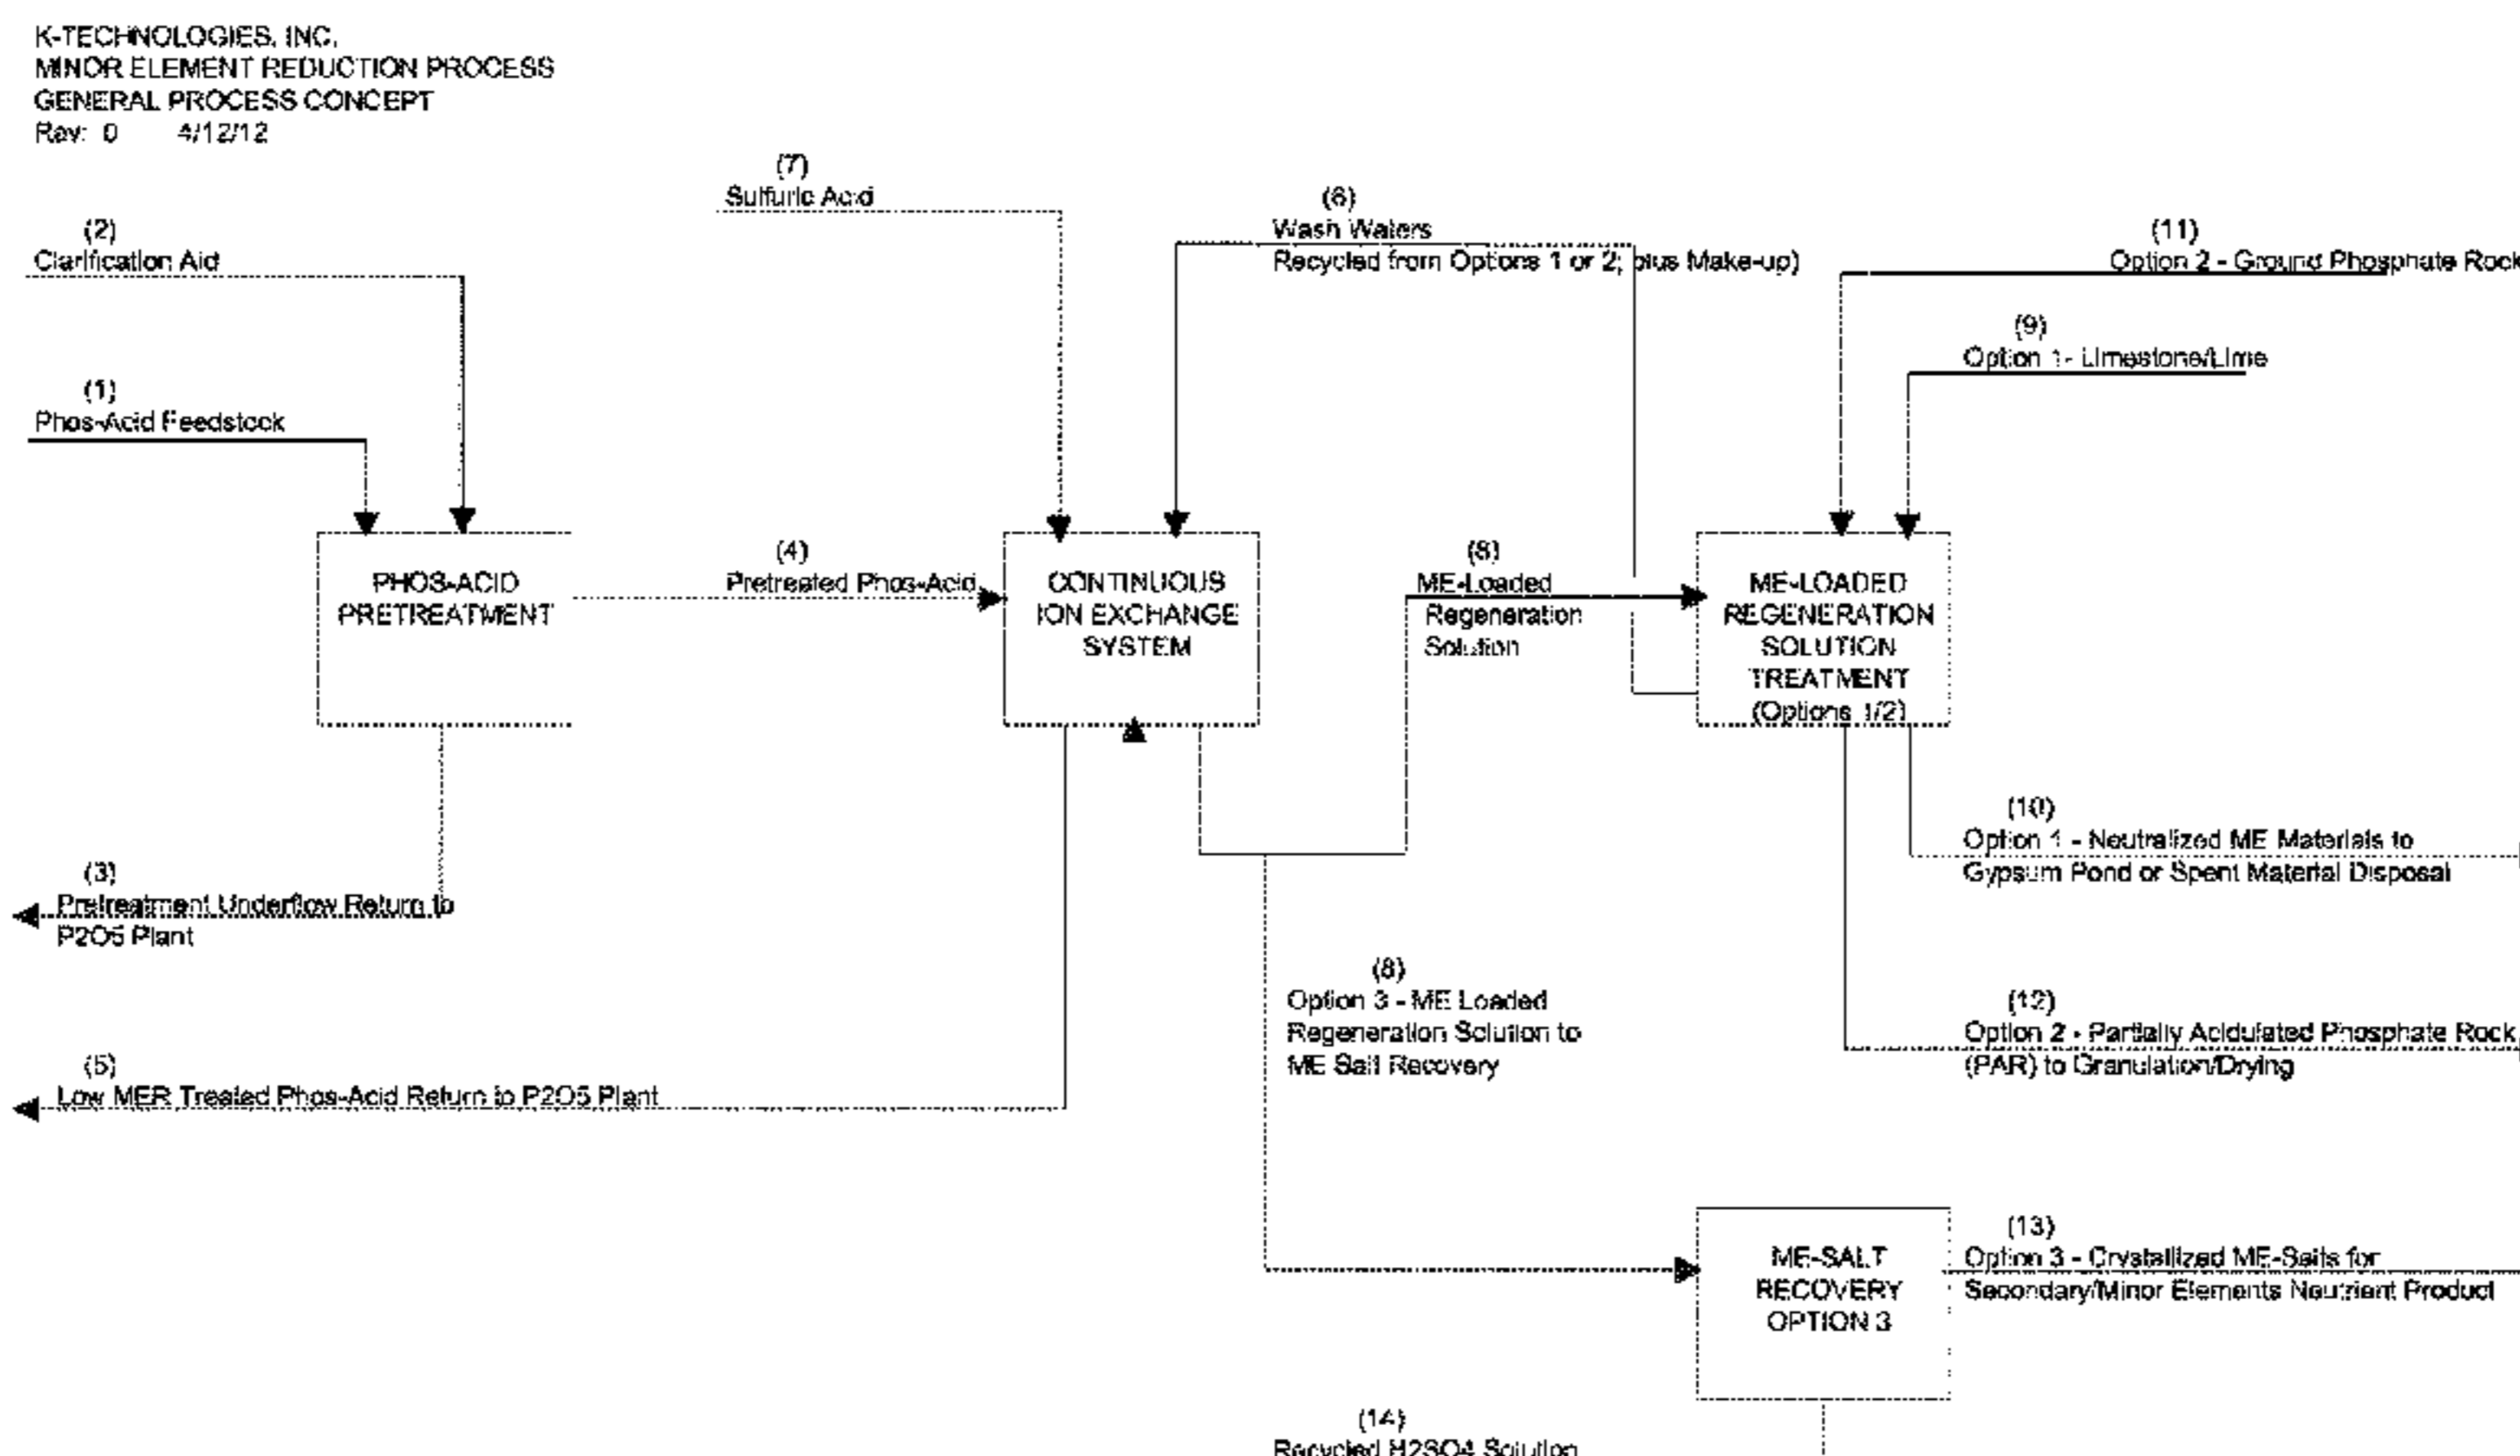 K-TECHNOLOGIES, INC.
MINOR ELEMENT REDUCTION PROCESS
GENERAL PROCESS CONCEPT
Rev: 0 4/12/12
(7)
Sulfuric Acid
(6)
Wash Waters
Recycled from Options 1 or 2; plus Make-up)
(2)
Clarification Aid
(11)
Option 2 - Ground Phosphate Rock
(9)
Option 1- Limestone/Lime
(1)
Phos-Acid Feedstock
PHOS-ACID
PRETREATMENT
(4)
Pretreated Phos-Acid
CONTINUOUS
ION EXCHANGE
SYSTEM
(8)
ME-Loaded
Regeneration
Solution
ME-LOADED
REGENERATION
SOLUTION
TREATMENT
(Options 1/2)
(10)
Option 1 - Neutralized ME Materials to
Gypsum Pond or Spent Material Disposal
(3)
Pretreatment Underflow Return to
P2O5 Plant
(8)
Option 3 - ME Loaded
Regeneration Solution to
ME Salt Recovery
(12)
Option 2 - Partially Acidulated Phosphate Rock
(PAR) to Granulation/Drying
(5)
Low MER Treated Phos-Acid Return to P2O5 Plant
ME-SALT
RECOVERY
OPTION 3
(13)
Option 3 - Crystallized ME-Salts for
Secondary/Minor Elements Neutrient Product
(14)
Recycled H2SO4 Solution